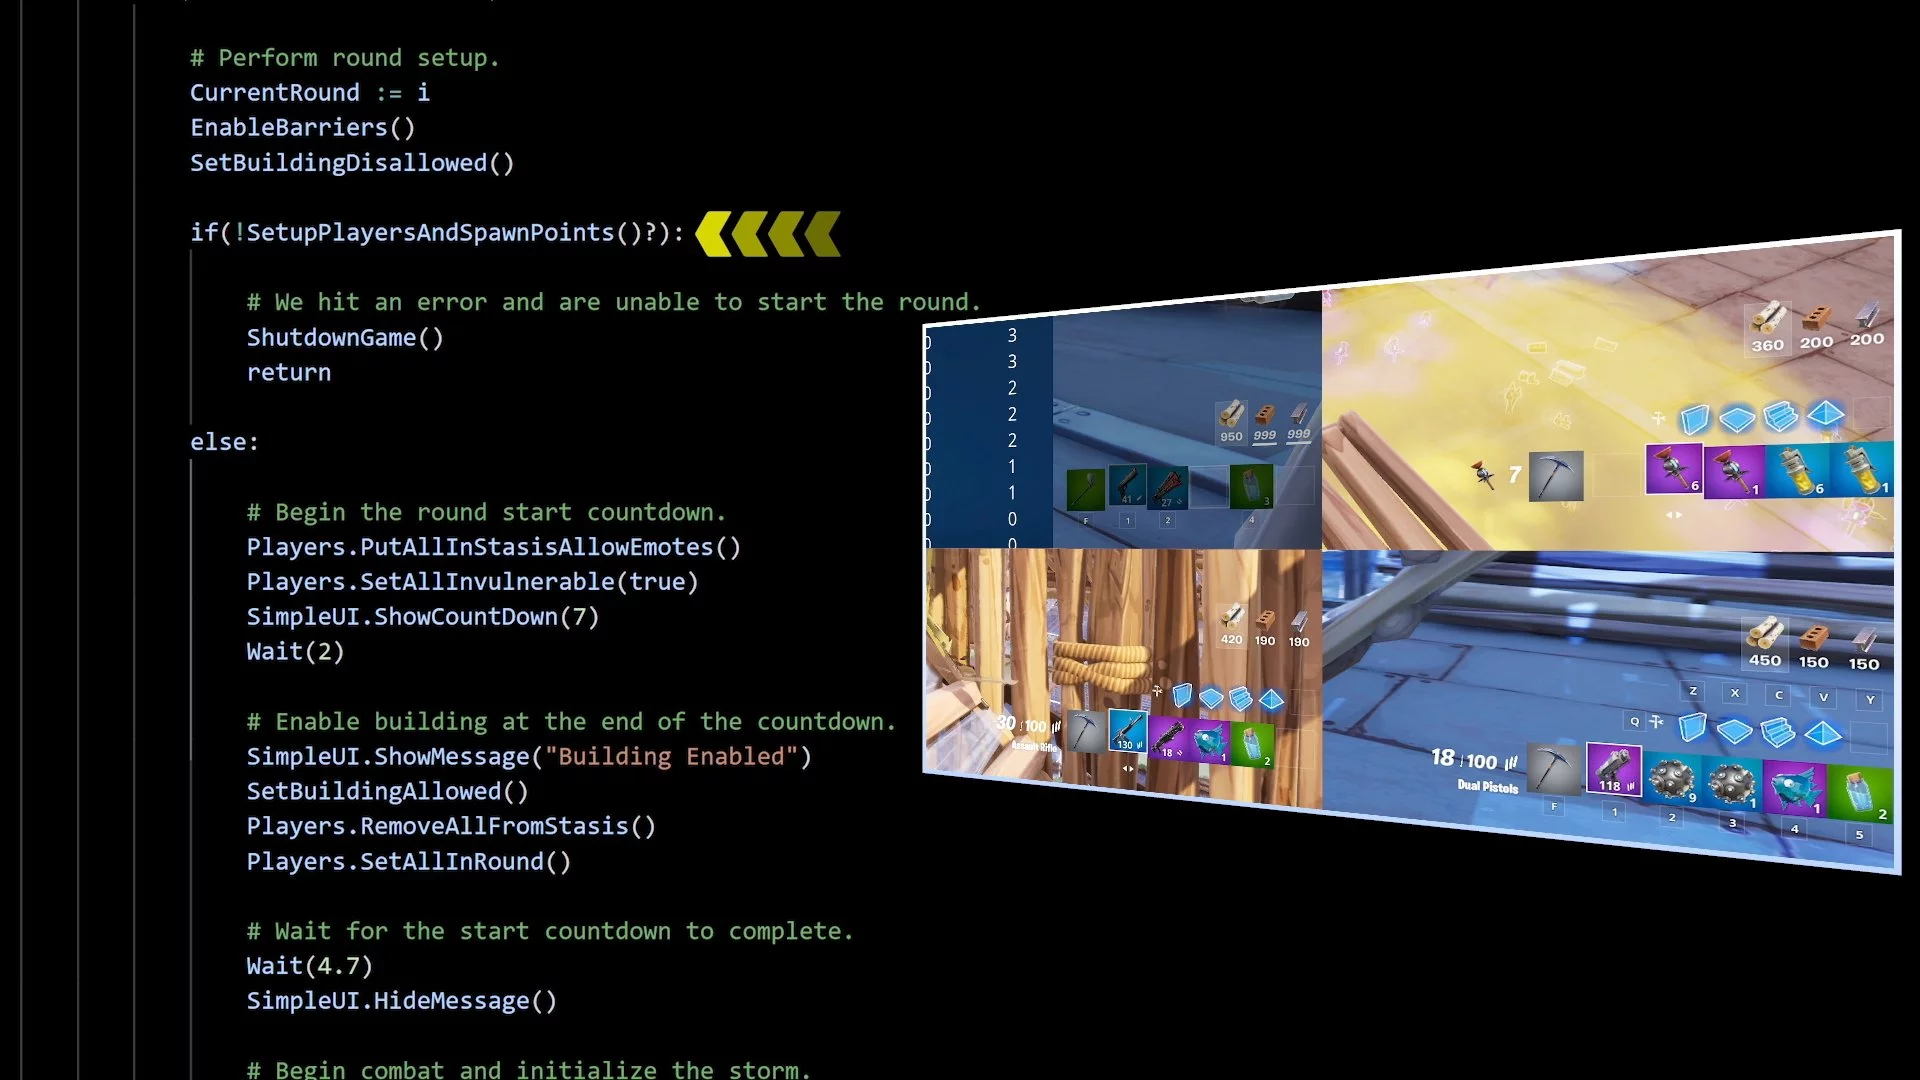 # Perform round setup.
CurrentRound := i
EnableBarriers()
SetBuildingDisallowed()
if(!SetupPlayersAndSpawnPoints()?):
# We hit an error and are unable to start the round.
ShutdownGame()
return
else:
# Begin the round start countdown.
Players.PutAllInStasisAllowEmotes()
Players.SetAllInvulnerable(true)
SimpleUI.ShowCountDown(7)
Wait(2)
# Enable building at the end of the countdown.
SimpleUI.ShowMessage("Building Enabled")
SetBuildingAllowed()
Players.RemoveAllFromStasis()
Players.SetAllInRound()
# Wait for the start countdown to complete.
Wait(4.7)
SimpleUI.HideMessage()
# Begin combat and initialize the storm.
3
3
2
2
2
1
1
0
0
950 999 999
41 27 3
F 1 2 4
360 200 200
7 6 1 6 1
420 190 190
30 / 100
Assault Rifle
130 18 1 2
450 150 150
Z X C V Y
Q
18 / 100
Dual Pistols
118 9 1 1 2
F 1 2 3 4 5